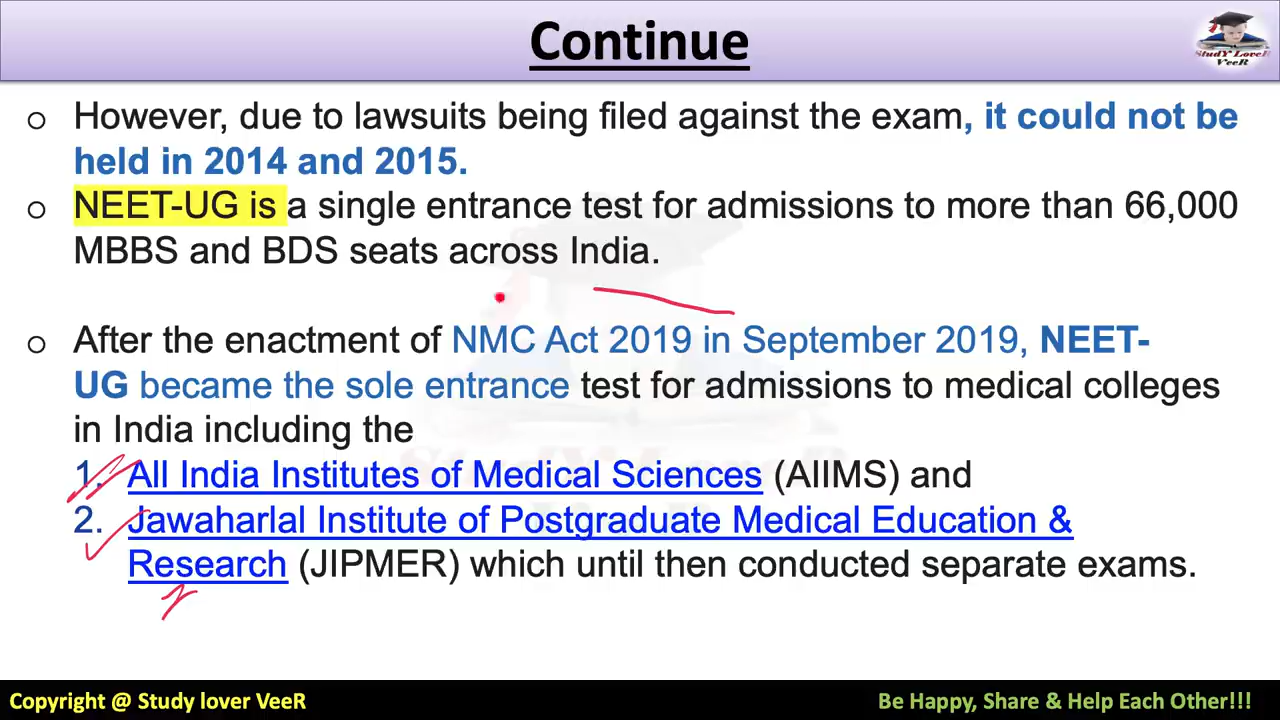 Continue
StudY LoveR
VeeR
o However, due to lawsuits being filed against the exam, it could not be
held in 2014 and 2015.
o NEET-UG is a single entrance test for admissions to more than 66,000
MBBS and BDS seats across India.
o After the enactment of NMC Act 2019 in September 2019, NEET-
UG became the sole entrance test for admissions to medical colleges
in India including the
1. All India Institutes of Medical Sciences (AIIMS) and
2. Jawaharlal Institute of Postgraduate Medical Education &
Research (JIPMER) which until then conducted separate exams.
Copyright @ Study lover VeeR
Be Happy, Share & Help Each Other!!!